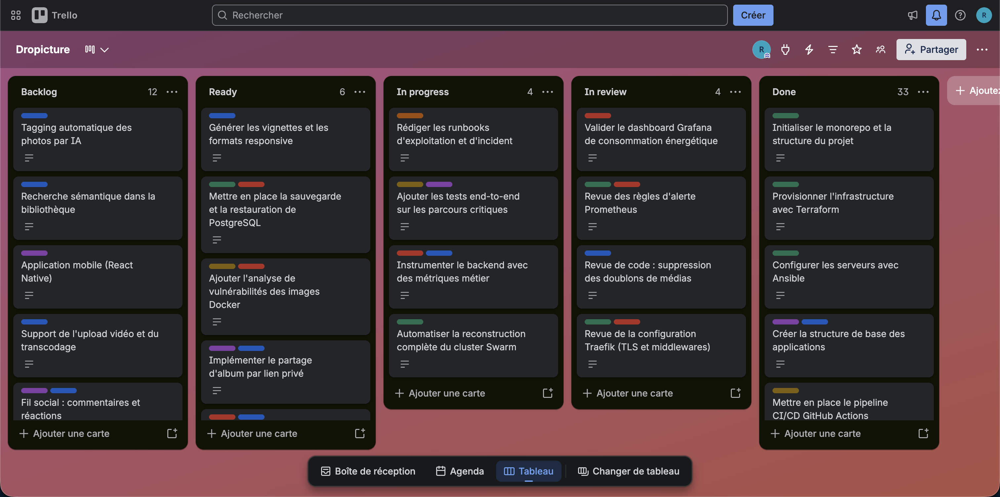 Trello
Rechercher
Créer
R
Dropicture
R
Partager
Backlog 12
Tagging automatique des
photos par IA
Recherche sémantique dans la
bibliothèque
Application mobile (React
Native)
Support de l'upload vidéo et du
transcodage
Fil social : commentaires et
réactions
Ajouter une carte
Ready 6
Générer les vignettes et les
formats responsive
Mettre en place la sauvegarde
et la restauration de
PostgreSQL
Ajouter l'analyse de
vulnérabilités des images
Docker
Implémenter le partage
d'album par lien privé
Ajouter une carte
In progress 4
Rédiger les runbooks
d'exploitation et d'incident
Ajouter les tests end-to-end
sur les parcours critiques
Instrumenter le backend avec
des métriques métier
Automatiser la reconstruction
complète du cluster Swarm
Ajouter une carte
In review 4
Valider le dashboard Grafana
de consommation énergétique
Revue des règles d'alerte
Prometheus
Revue de code : suppression
des doublons de médias
Revue de la configuration
Traefik (TLS et middlewares)
Ajouter une carte
Done 33
Initialiser le monorepo et la
structure du projet
Provisionner l'infrastructure
avec Terraform
Configurer les serveurs avec
Ansible
Créer la structure de base des
applications
Mettre en place le pipeline
CI/CD GitHub Actions
Ajouter une carte
Ajoutez
Boîte de réception
Agenda
Tableau
Changer de tableau